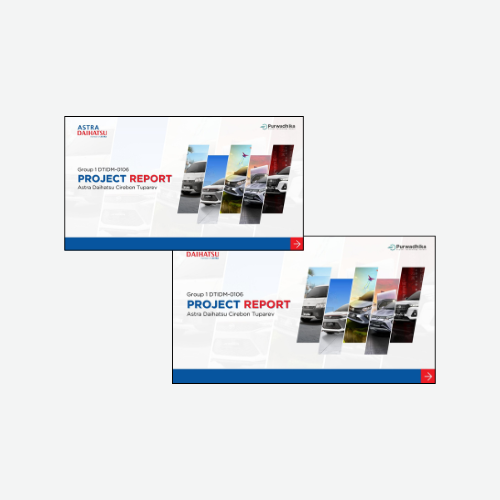 ASTRA
DAIHATSU
Purwadhika
Group 1 DTIDM-0106
PROJECT REPORT
Astra Daihatsu Cirebon Tuparev
DAIHATSU
Purwadhika
Group 1 DTIDM-0106
PROJECT REPORT
Astra Daihatsu Cirebon Tuparev